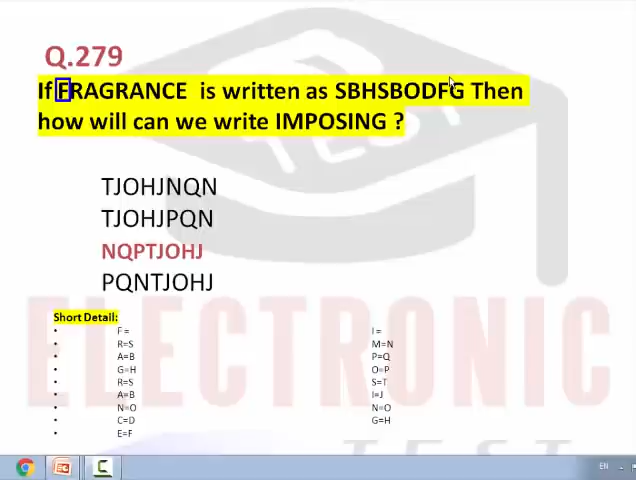 Q.279
If FRAGRANCE is written as SBHSBODFG Then
how will can we write IMPOSING ?
TJOHJNQN
TJOHJPQN
NQPTJOHJ
PQNTJOHJ
Short Detail:
• F = • I =
• R=S • M=N
• A=B • P=Q
• G=H • O=P
• R=S • S=T
• A=B • I=J
• N=O • N=O
• C=D • G=H
• E=F
TEST
ELECTRONIC
TEST
EN